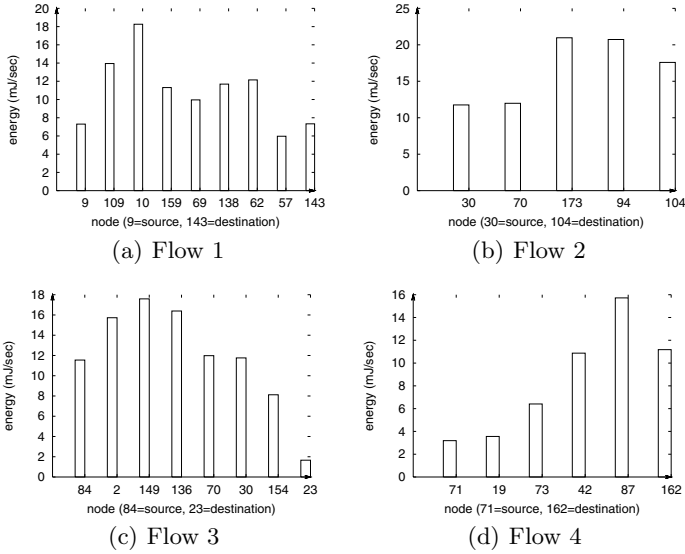 20
18
16
14
12
10
8
6
4
2
0
energy (mJ/sec)
9 109 10 159 69 138 62 57 143
node (9=source, 143=destination)
(a) Flow 1
25
20
15
10
5
0
energy (mJ/sec)
30 70 173 94 104
node (30=source, 104=destination)
(b) Flow 2
18
16
14
12
10
8
6
4
2
0
energy (mJ/sec)
84 2 149 136 70 30 154 23
node (84=source, 23=destination)
(c) Flow 3
16
14
12
10
8
6
4
2
0
energy (mJ/sec)
71 19 73 42 87 162
node (71=source, 162=destination)
(d) Flow 4